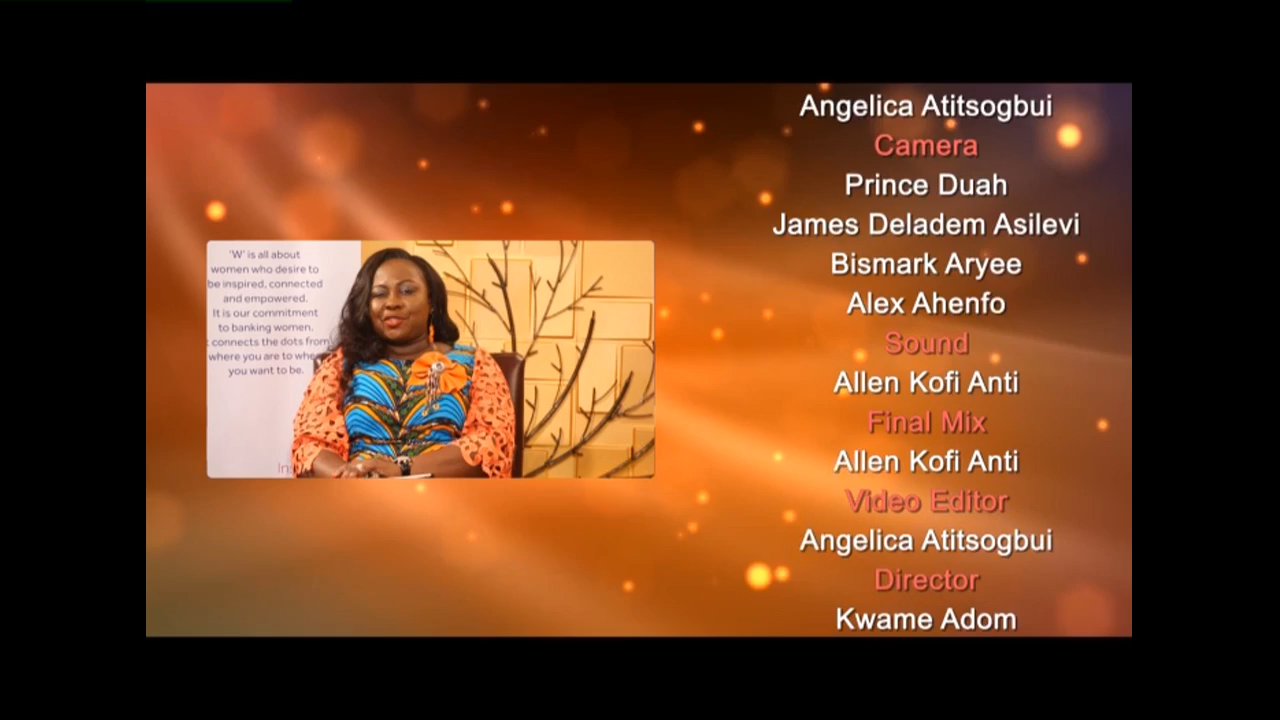 'W' is all about
women who desire to
be inspired, connected
and empowered.
It is our commitment
to banking women.
connects the dots from
where you are to
you want to be.
Angelica Atitsogbui
Camera
Prince Duah
James Deladem Asilevi
Bismark Aryee
Alex Ahenfo
Sound
Allen Kofi Anti
Final Mix
Allen Kofi Anti
Video Editor
Angelica Atitsogbui
Director
Kwame Adom